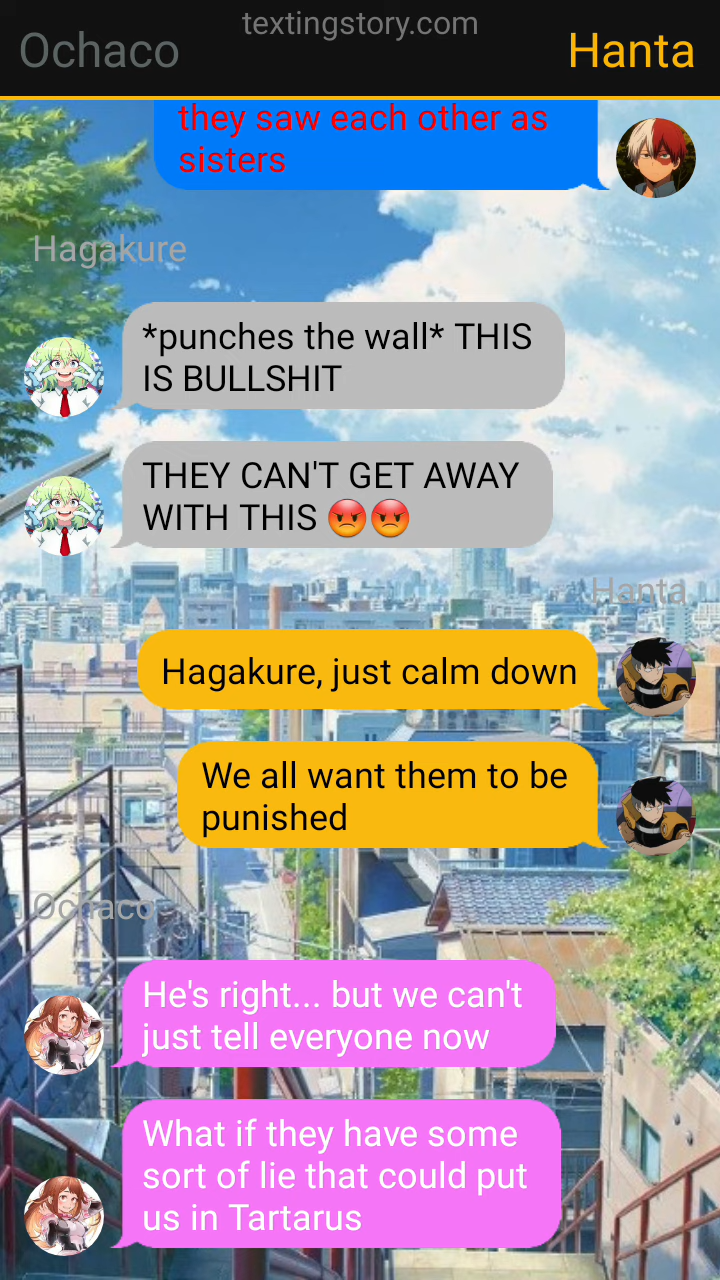 textingstory.com
Ochaco
Hanta
they saw each other as
sisters
Hagakure
*punches the wall* THIS
IS BULLSHIT
THEY CAN'T GET AWAY
WITH THIS 😡😡
Hanta
Hagakure, just calm down
We all want them to be
punished
Ochaco
He's right... but we can't
just tell everyone now
What if they have some
sort of lie that could put
us in Tartarus